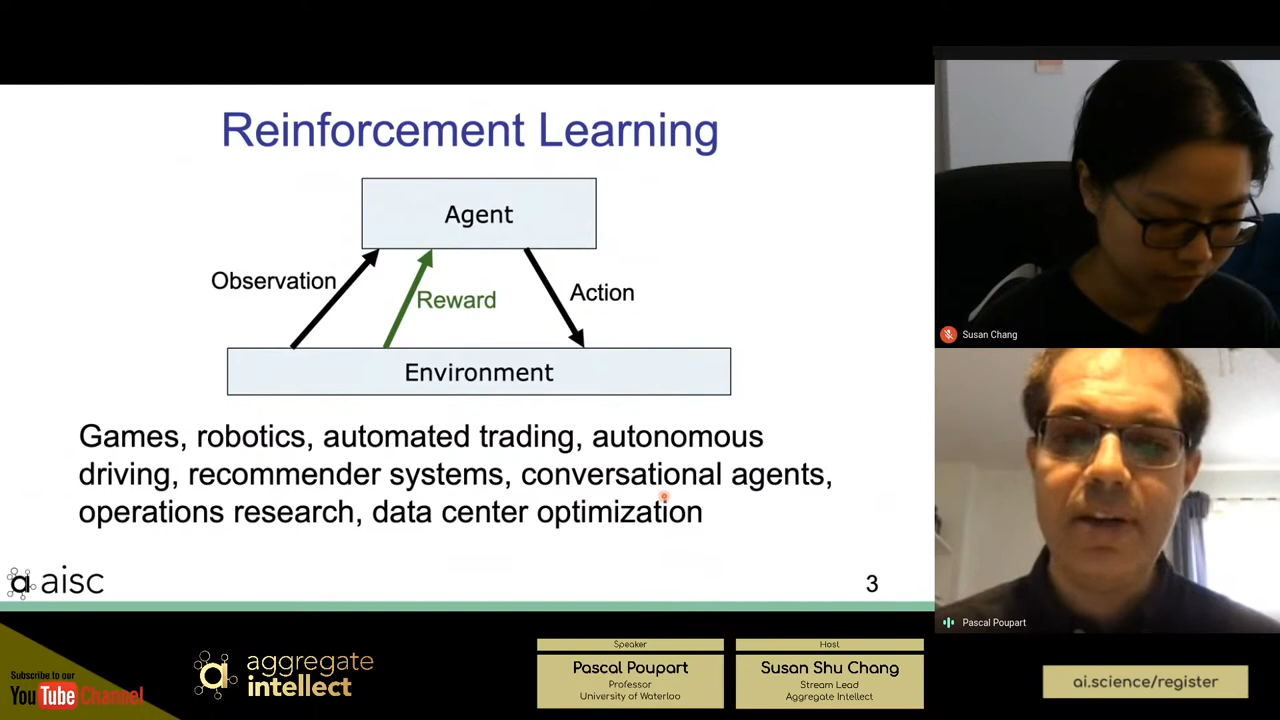 Reinforcement Learning
Agent
Observation
Reward
Action
Environment
Games, robotics, automated trading, autonomous
driving, recommender systems, conversational agents,
operations research, data center optimization
a aisc
3
Susan Chang
Pascal Poupart
Subscribe to our
YouTube Channel
a aggregate
intellect
Speaker
Pascal Poupart
Professor
University of Waterloo
Host
Susan Shu Chang
Stream Lead
Aggregate Intellect
ai.science/register